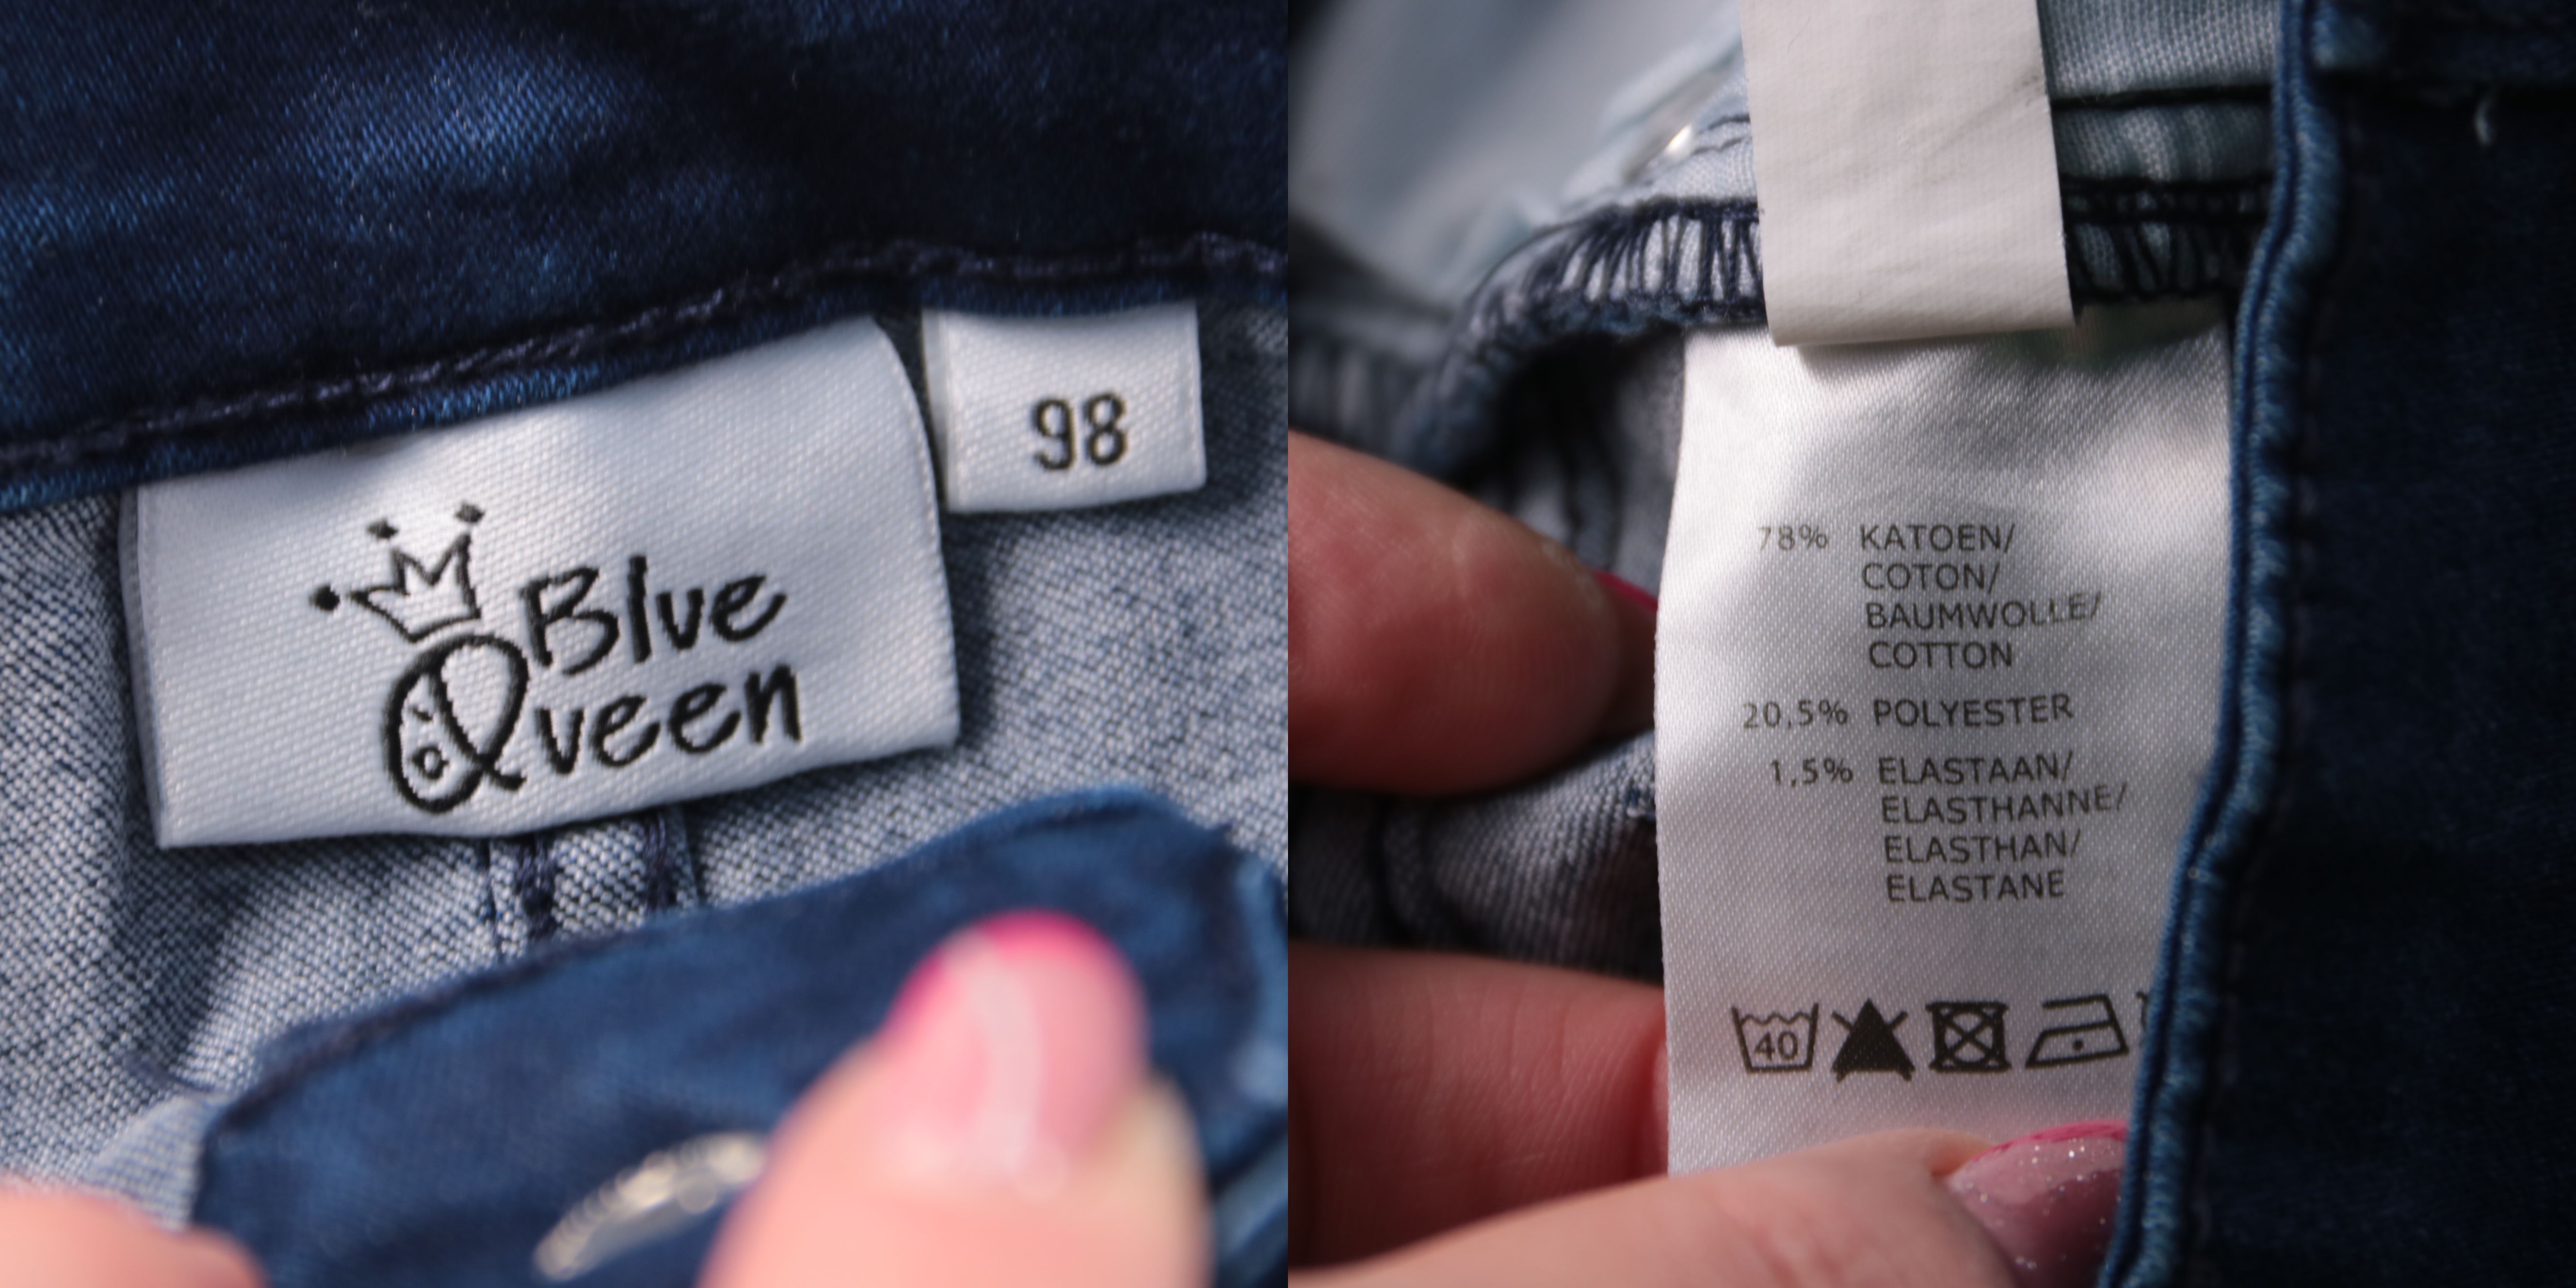 Blue
Queen
98
78% KATOEN/
COTON/
BAUMWOLLE/
COTTON
20,5% POLYESTER
1,5% ELASTAAN/
ELASTHANNE/
ELASTHAN/
ELASTANE
40